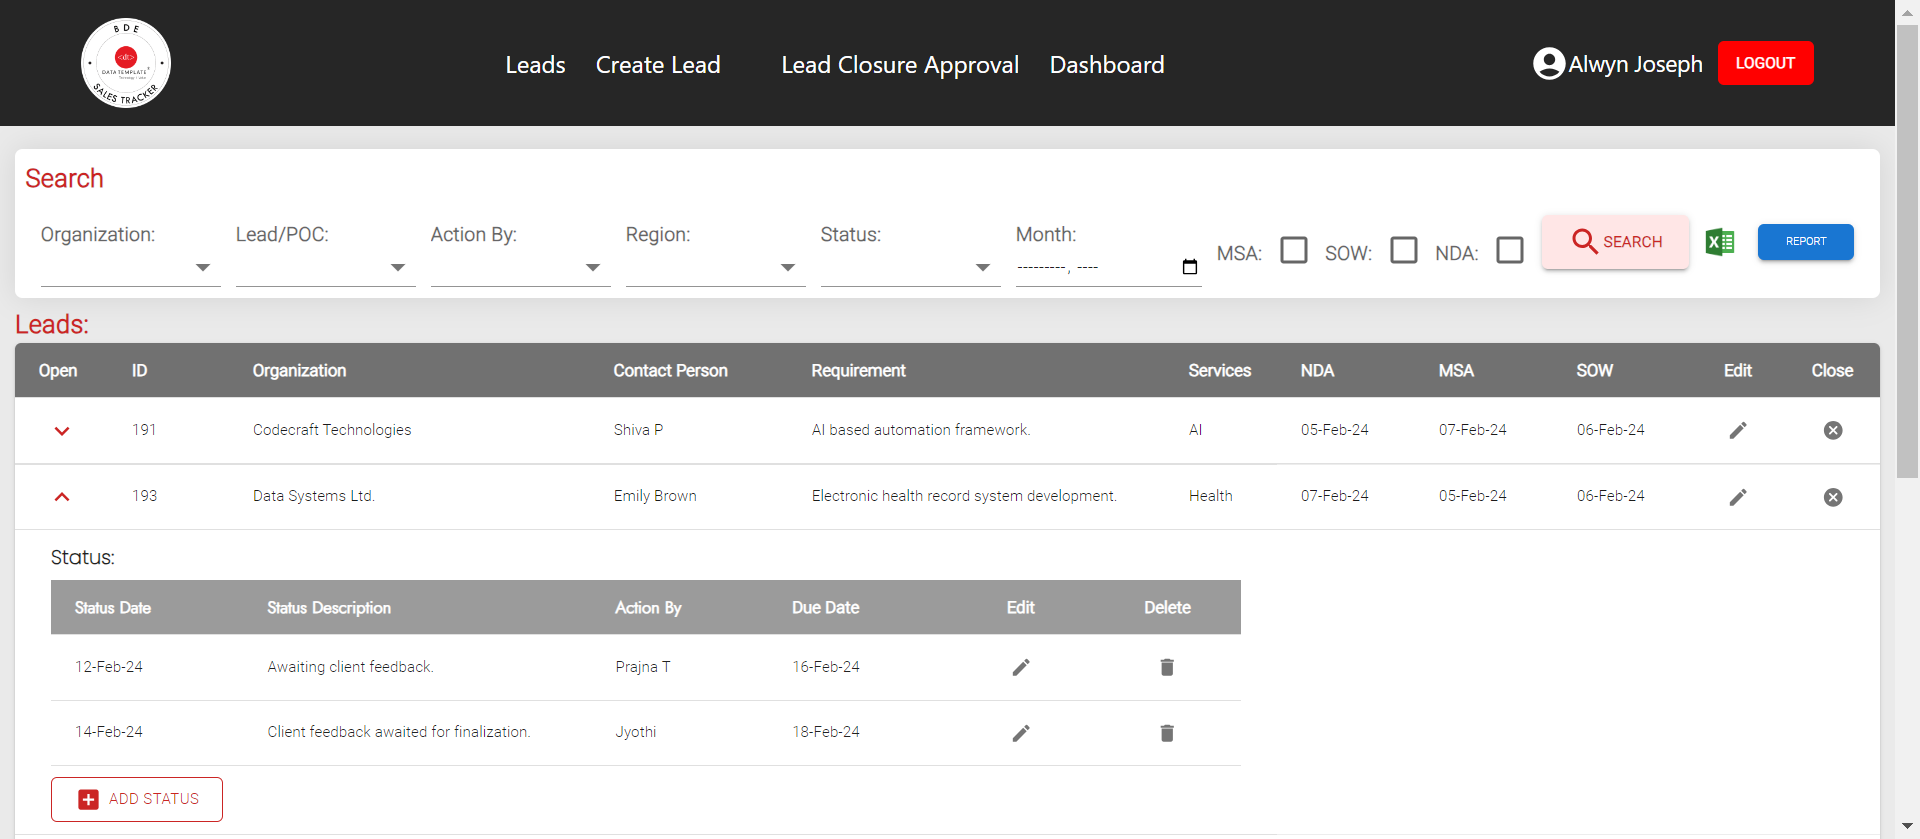 BDE
DATA TEMPLATE
SALES TRACKER
Leads Create Lead Lead Closure Approval Dashboard
Alwyn Joseph LOGOUT
Search
Organization: Lead/POC: Action By: Region: Status: Month:
---------, ---- MSA: SOW: NDA: SEARCH REPORT
Leads:
Open ID Organization Contact Person Requirement Services NDA MSA SOW Edit Close
191 Codecraft Technologies Shiva P AI based automation framework. AI 05-Feb-24 07-Feb-24 06-Feb-24
193 Data Systems Ltd. Emily Brown Electronic health record system development. Health 07-Feb-24 05-Feb-24 06-Feb-24
Status:
Status Date Status Description Action By Due Date Edit Delete
12-Feb-24 Awaiting client feedback. Prajna T 16-Feb-24
14-Feb-24 Client feedback awaited for finalization. Jyothi 18-Feb-24
ADD STATUS